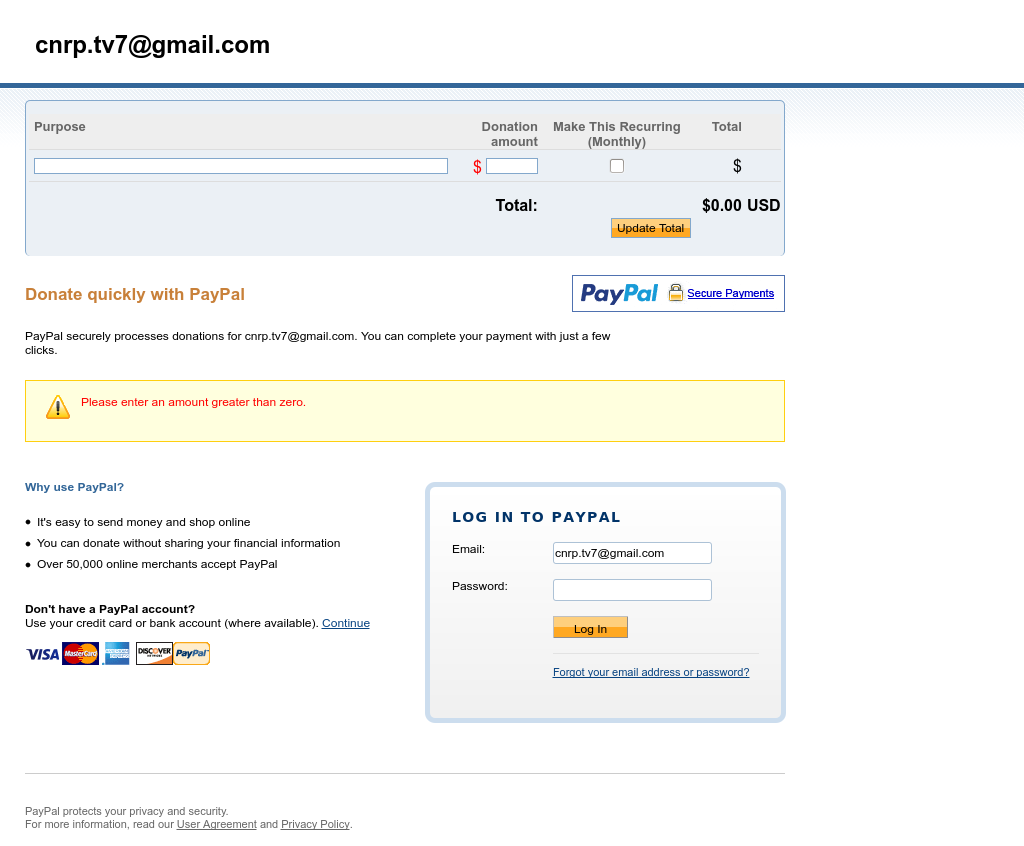 cnrp.tv7@gmail.com
Purpose
Donation amount
Make This Recurring (Monthly)
Total
$
$
Total:
$0.00 USD
Update Total
Donate quickly with PayPal
PayPal
Secure Payments
PayPal securely processes donations for cnrp.tv7@gmail.com. You can complete your payment with just a few
clicks.
Please enter an amount greater than zero.
Why use PayPal?
• It's easy to send money and shop online
• You can donate without sharing your financial information
• Over 50,000 online merchants accept PayPal
Don't have a PayPal account?
Use your credit card or bank account (where available). Continue
VISA MasterCard DISCOVER PayPal
LOG IN TO PAYPAL
Email:
cnrp.tv7@gmail.com
Password:
Log In
Forgot your email address or password?
PayPal protects your privacy and security.
For more information, read our User Agreement and Privacy Policy.